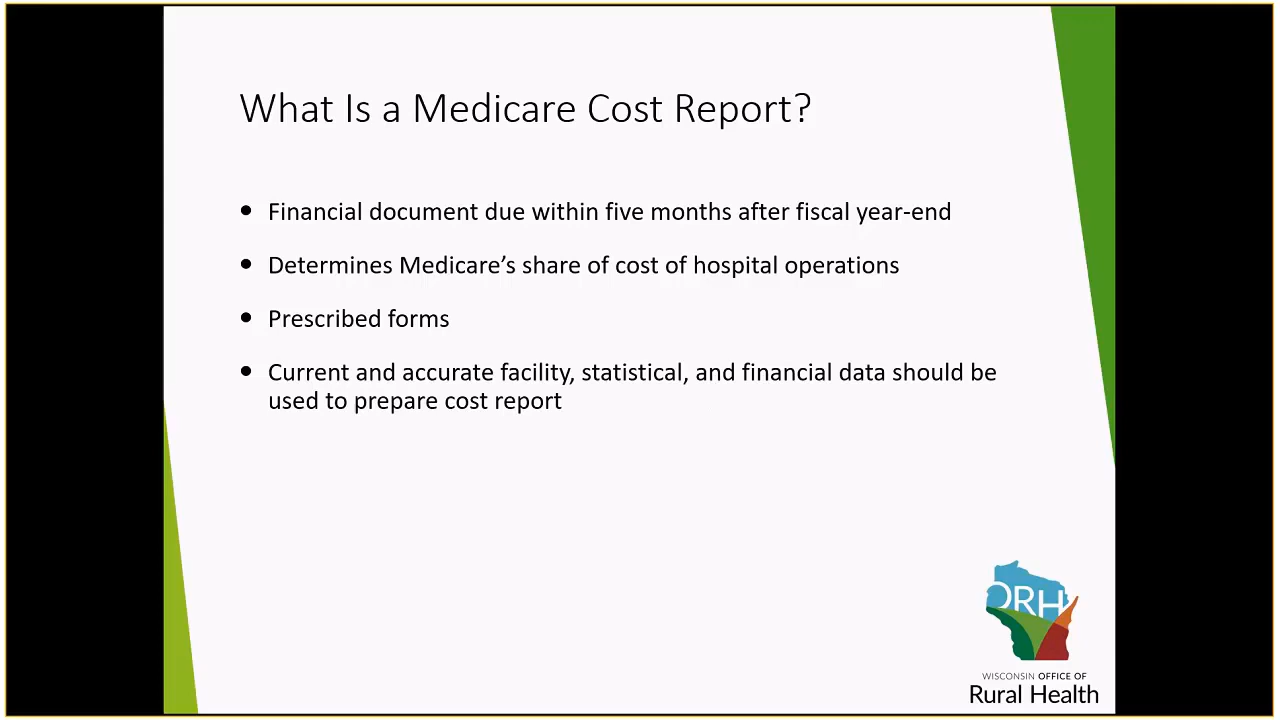 What Is a Medicare Cost Report?
• Financial document due within five months after fiscal year-end
• Determines Medicare’s share of cost of hospital operations
• Prescribed forms
• Current and accurate facility, statistical, and financial data should be
used to prepare cost report
ORH
WISCONSIN OFFICE OF
Rural Health